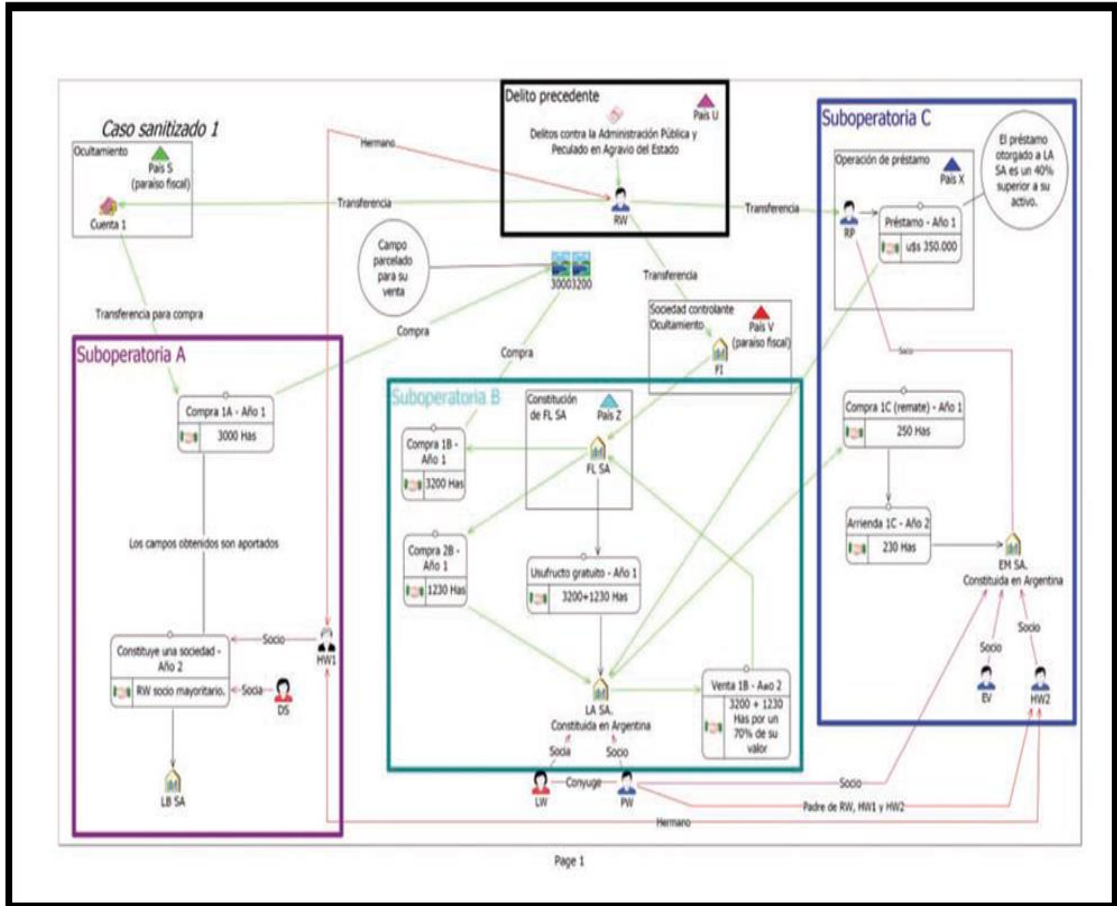 Caso sanitizado 1
Ocultamiento
País S
(paraíso fiscal)
Cuenta 1
Transferencia para compra
Hermano
Transferencia
Delito precedente
País U
Delitos contra la Administración Pública y
Peculado en Agravio del Estado
RW
Transferencia
Transferencia
Campo
parcelado
para su
venta
30003200
Compra
Compra
Sociedad controlante
Ocultamiento
País V
(paraíso fiscal)
FI
Suboperatoria A
Compra 1A - Año 1
3000 Has
Los campos obtenidos son aportados
Constituye una sociedad -
Año 2
RW socio mayoritario.
Socio
HW1
Socia
DS
LB SA
Suboperatoria B
Constitución
de FL SA
País Z
FL SA
Compra 1B -
Año 1
3200 Has
Compra 2B -
Año 1
1230 Has
Usufructo gratuito - Año 1
3200+1230 Has
LA SA.
Constituida en Argentina
Venta 1B - Año 2
3200 + 1230
Has por un
70% de su
valor
Socia
Socio
LW
Conyuge
PW
Suboperatoria C
El préstamo
otorgado a LA
SA es un 40%
superior a su
activo.
Operación de préstamo
País X
RP
Préstamo - Año 1
u$s 350.000
Socio
Compra 1C (remate) - Año 1
250 Has
Arrienda 1C - Año 2
230 Has
EM SA.
Constituida en Argentina
Socio
Socio
EV
HW2
Socio
Padre de RW, HW1 y HW2
Hermano
Page 1